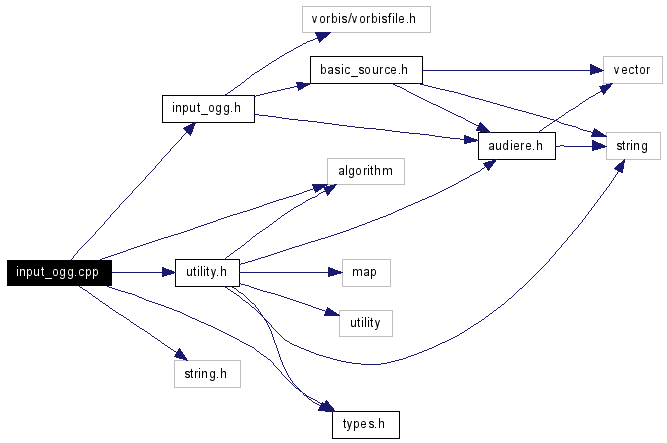 vorbis/vorbisfile.h
basic_source.h
vector
input_ogg.h
audiere.h
string
algorithm
input_ogg.cpp
utility.h
map
utility
string.h
types.h